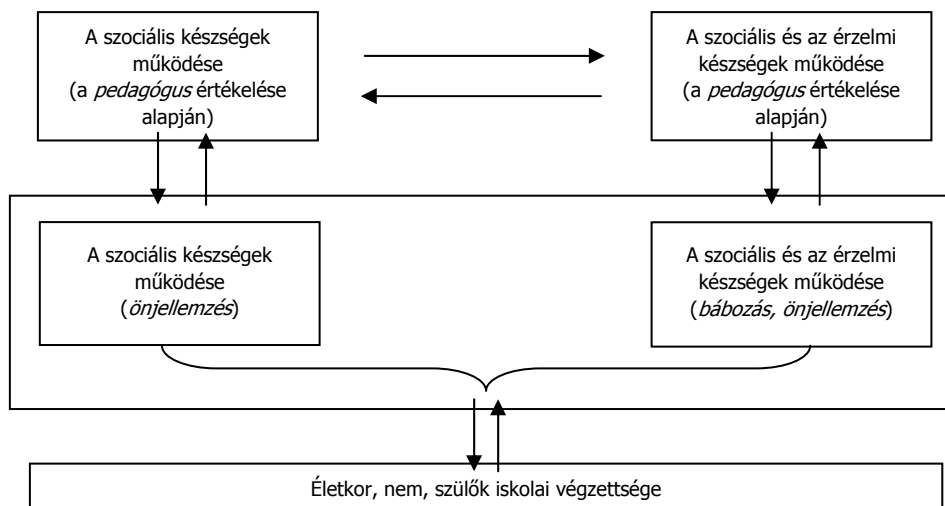 A szociális készségek
működése
(a pedagógus értékelése
alapján)
A szociális és az érzelmi
készségek működése
(a pedagógus értékelése
alapján)
A szociális készségek
működése
(önjellemzés)
A szociális és az érzelmi
készségek működése
(bábozás, önjellemzés)
Életkor, nem, szülők iskolai végzettsége